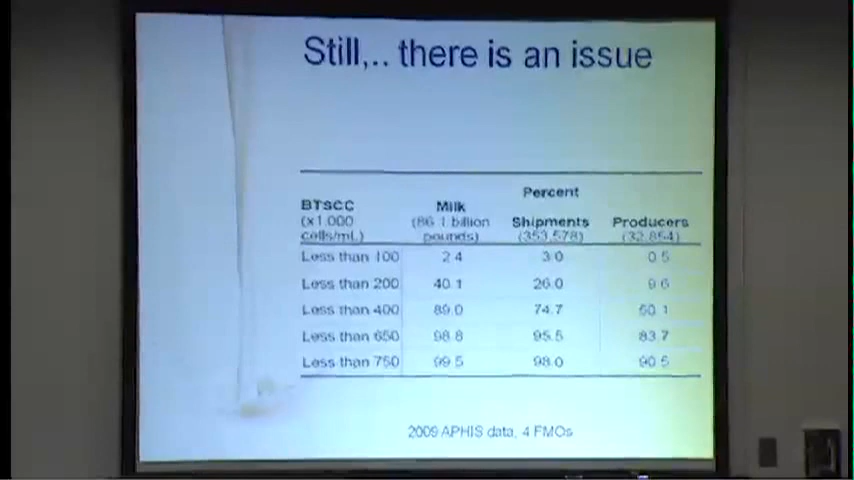 Still,.. there is an issue
Percent
BTSCC (x1,000 cells/mL) Milk (86.1 billion pounds) Shipments (353,578) Producers (32,854)
Less than 100 2.4 3.0 0.5
Less than 200 40.1 26.0 9.6
Less than 400 89.0 74.7 50.1
Less than 650 98.8 95.5 83.7
Less than 750 99.5 98.0 90.5
2009 APHIS data, 4 FMOs